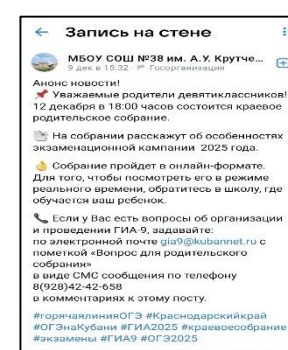 Запись на стене
МБОУ СОШ №38 им. А.У. Крутче...
9 дек в 15:32 Госорганизация
Анонс новости!
📌 Уважаемые родители девятиклассников!
12 декабря в 18:00 часов состоится краевое
родительское собрание.
На собрании расскажут об особенностях
экзаменационной кампании 2025 года.
👌 Собрание пройдет в онлайн-формате.
Для того, чтобы посмотреть его в режиме
реального времени, обратитесь в школу, где
обучается ваш ребенок.
📞 Если у Вас есть вопросы об организации
и проведении ГИА-9, задавайте:
по электронной почте gia9@kubannet.ru с
пометкой «Вопрос для родительского
собрания»
в виде СМС сообщения по телефону
8(928)42-42-658
в комментариях к этому посту.
#горячаялинияОГЭ #Краснодарскийкрай
#ОГЭнаКубани #ГИА2025 #краевоесобрание
#экзамены #ГИА9 #ОГЭ2025